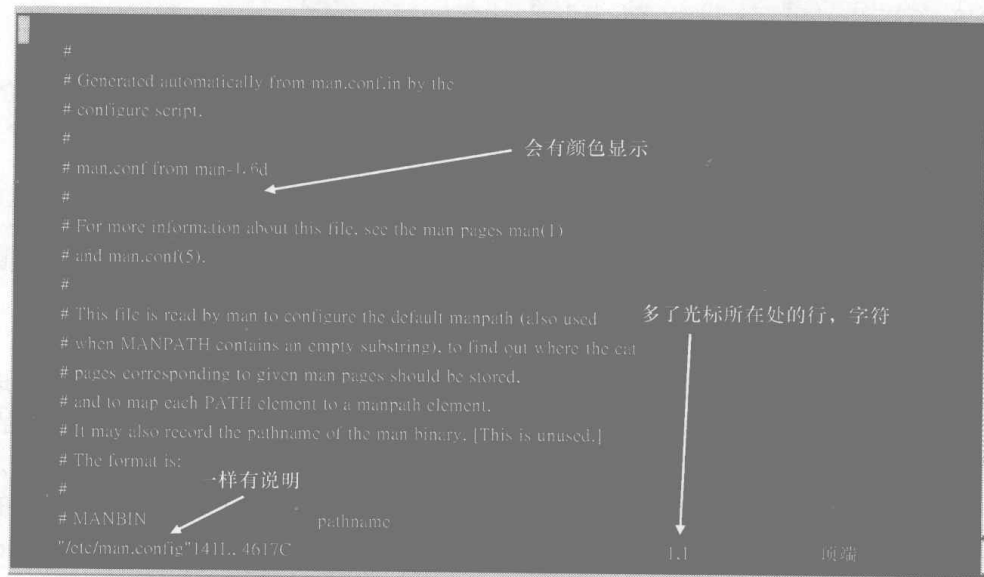 #
# Generated automatically from man.conf.in by the
# configure script.
#
会有颜色显示
# man.conf from man-1.6d
#
# For more information about this file, see the man pages man(1)
# and man.conf(5).
#
# This file is read by man to configure the default manpath (also used
多了光标所在处的行，字符
# when MANPATH contains an empty substring), to find out where the cat
# pages corresponding to given man pages should be stored,
# and to map each PATH element to a manpath element.
# It may also record the pathname of the man binary. [This is unused.]
# The format is:
一样有说明
#
# MANBIN pathname
"/etc/man.config"141L, 4617C 1,1 顶端